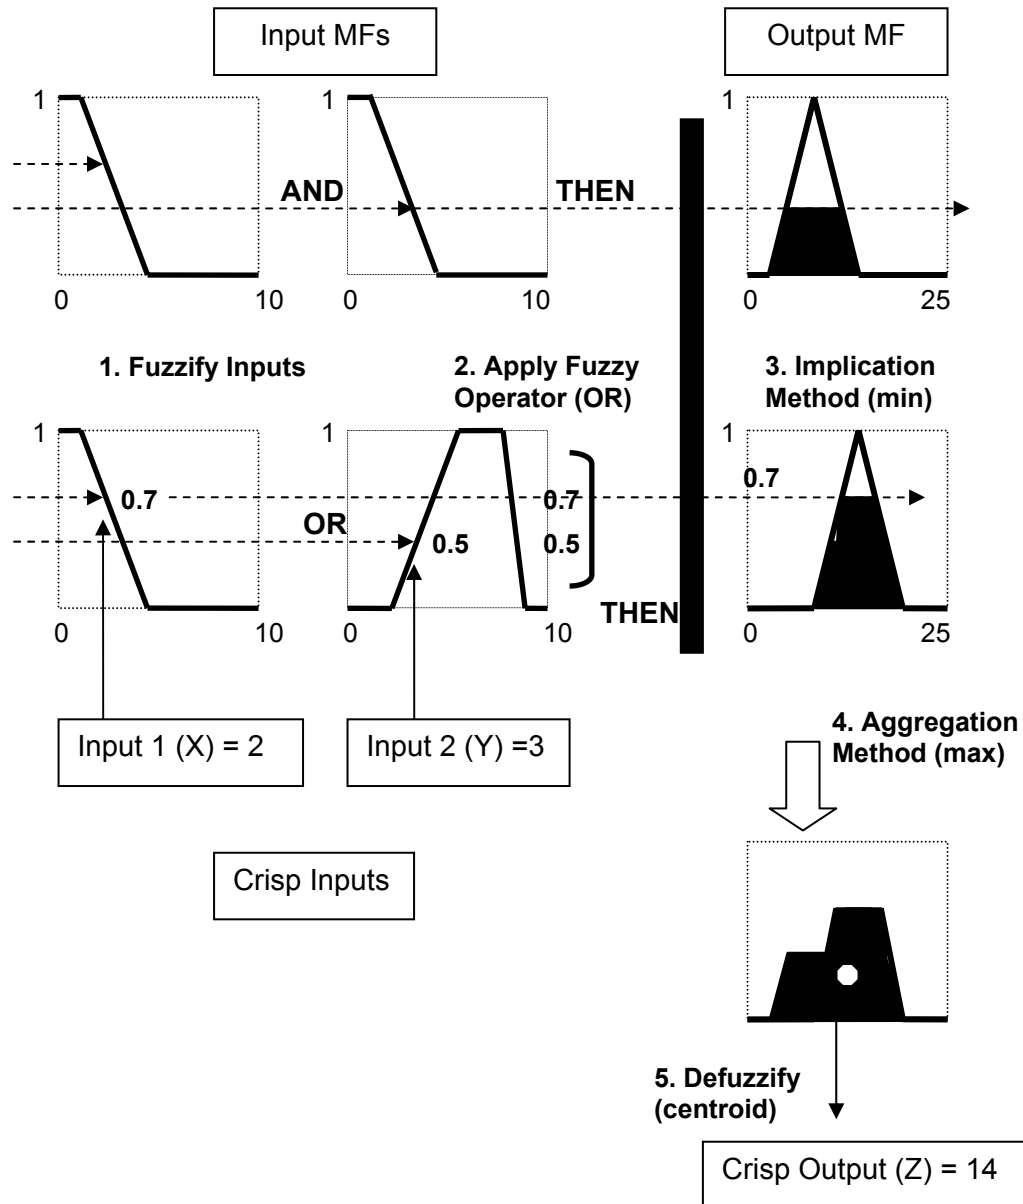 Input MFs
Output MF
1
1
1
AND
THEN
0
10
0
10
0
25
1. Fuzzify Inputs
2. Apply Fuzzy
Operator (OR)
3. Implication
Method (min)
1
1
1
0.7
0.7
0.7
OR
0.5
0.5
THEN
0
10
0
10
0
25
Input 1 (X) = 2
Input 2 (Y) =3
4. Aggregation
Method (max)
Crisp Inputs
5. Defuzzify
(centroid)
Crisp Output (Z) = 14